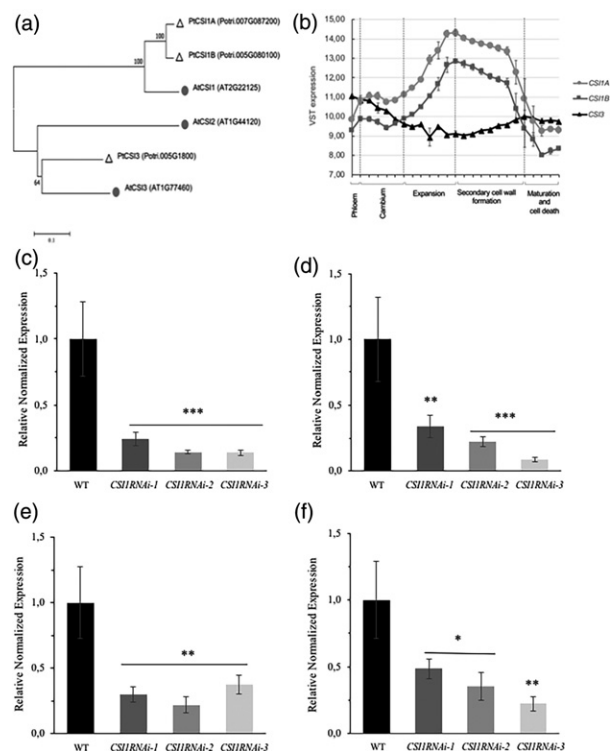 (a)
PtCSI1A (Potri.007G087200)
100
100
PtCSI1B (Potri.005G080100)
AtCSI1 (AT2G22125)
AtCSI2 (AT1G44120)
PtCSI3 (Potri.005G1800)
64
AtCSI3 (AT1G77460)
0.1
(b)
VST expression
15,00
14,00
13,00
12,00
11,00
10,00
9,00
8,00
7,00
CSI1A
CSI1B
CSI3
Phloem
Cambium
Expansion
Secondary cell wall
formation
Maturation
and
cell death
(c)
Relative Normalized Expression
1,5
1,0
0,5
0,0
***
WT
CSI1RNAi-1
CSI1RNAi-2
CSI1RNAi-3
(d)
Relative Normalized Expression
1,5
1,0
0,5
0,0
**
***
WT
CSI1RNAi-1
CSI1RNAi-2
CSI1RNAi-3
(e)
Relative Normalized Expression
1,5
1,0
0,5
0,0
**
WT
CSI1RNAi-1
CSI1RNAi-2
CSI1RNAi-3
(f)
Relative Normalized Expression
1,5
1,0
0,5
0,0
*
**
WT
CSI1RNAi-1
CSI1RNAi-2
CSI1RNAi-3